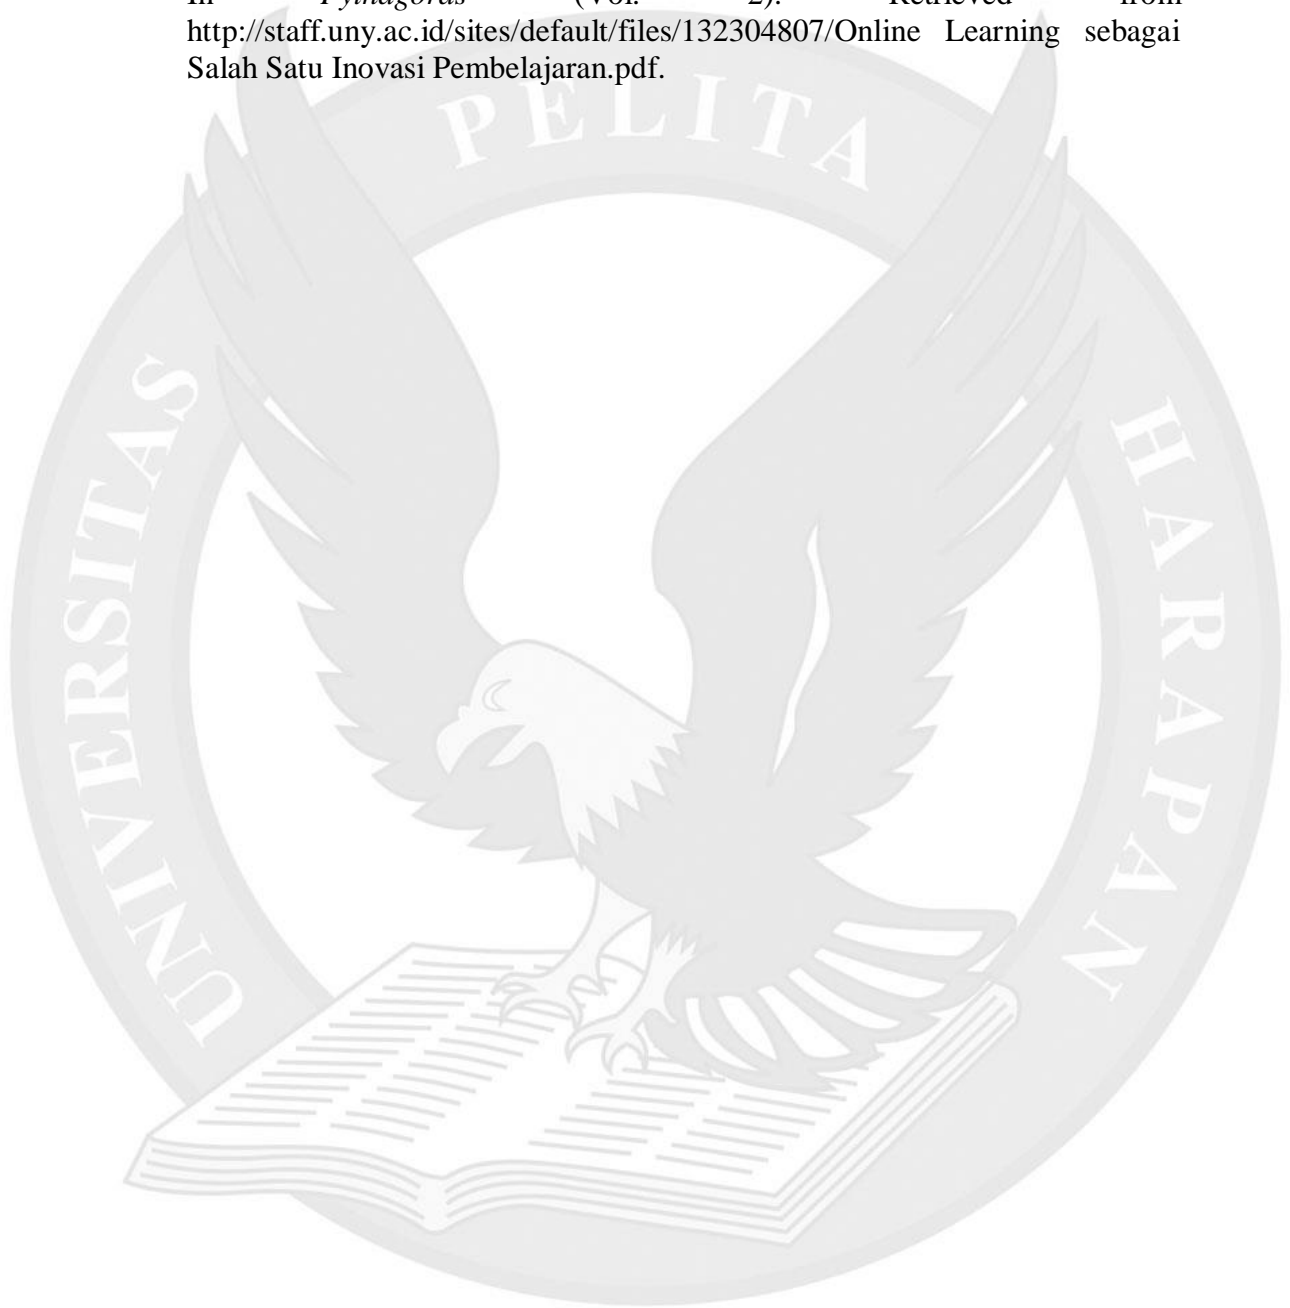 In Pythagoras (Vol. 2). Retrieved from
http://staff.uny.ac.id/sites/default/files/132304807/Online Learning sebagai
Salah Satu Inovasi Pembelajaran.pdf.
PELITA
UNIVERSITAS
HARAPAN